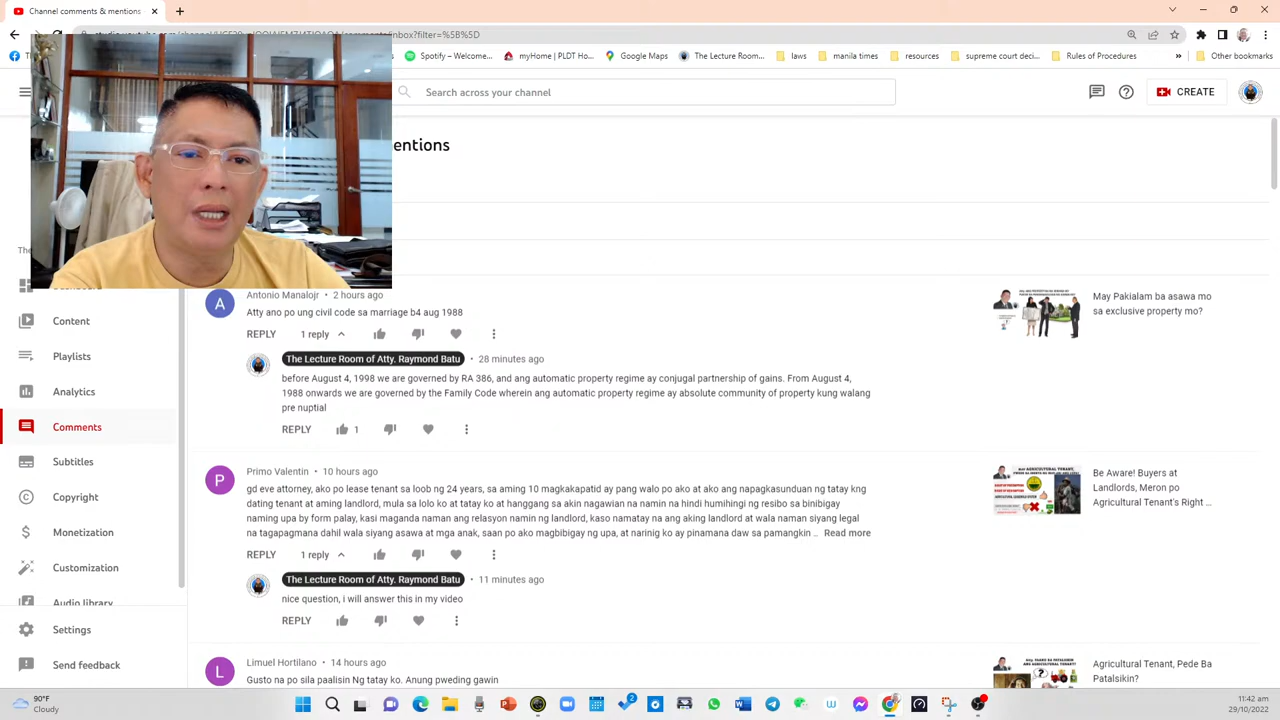 Channel comments & mentions
Spotify – Welcome...
myHome | PLDT Ho...
Google Maps
The Lecture Room...
laws
manila times
resources
supreme court deci...
Rules of Procedures
Other bookmarks
Search across your channel
CREATE
entions
Content
Playlists
Analytics
Comments
Subtitles
Copyright
Monetization
Customization
Audio library
Settings
Send feedback
Antonio Manalojr • 2 hours ago
Atty ano po ung civil code sa marriage b4 aug 1988
REPLY 1 reply
The Lecture Room of Atty. Raymond Batu • 28 minutes ago
before August 4, 1998 we are governed by RA 386, and ang automatic property regime ay conjugal partnership of gains. From August 4,
1988 onwards we are governed by the Family Code wherein ang automatic property regime ay absolute community of property kung walang
pre nuptial
REPLY 1
May Pakialam ba asawa mo
sa exclusive property mo?
Primo Valentin • 10 hours ago
gd eve attorney, ako po lease tenant sa loob ng 24 years sa aming 10 magkakapatid ay pang walo po ako at ako ang napagkasunduan ng tatay kng
dating tenant at aming landlord, mula sa lolo ko at tatay ko at hanggang sa akin nagawian na namin na hindi humihingi ng resibo sa binibigay
naming upa by form palay, kasi maganda naman ang relasyon namin ng landlord, kaso namatay na ang aking landlord at wala naman siyang legal
na tagapagmana dahil wala siyang asawa at mga anak, saan po ako magbibigay ng upa, at narinig ko ay pinamana daw sa pamangkin ... Read more
REPLY 1 reply
The Lecture Room of Atty. Raymond Batu • 11 minutes ago
nice question, i will answer this in my video
REPLY
Be Aware! Buyers at
Landlords, Meron po
Agricultural Tenant's Right ...
Limuel Hortilano • 14 hours ago
Gusto na po sila paalisin Ng tatay ko. Anung pweding gawin
Agricultural Tenant, Pede Ba
Patalsikin?
90°F
Cloudy
11:42 am
29/10/2022